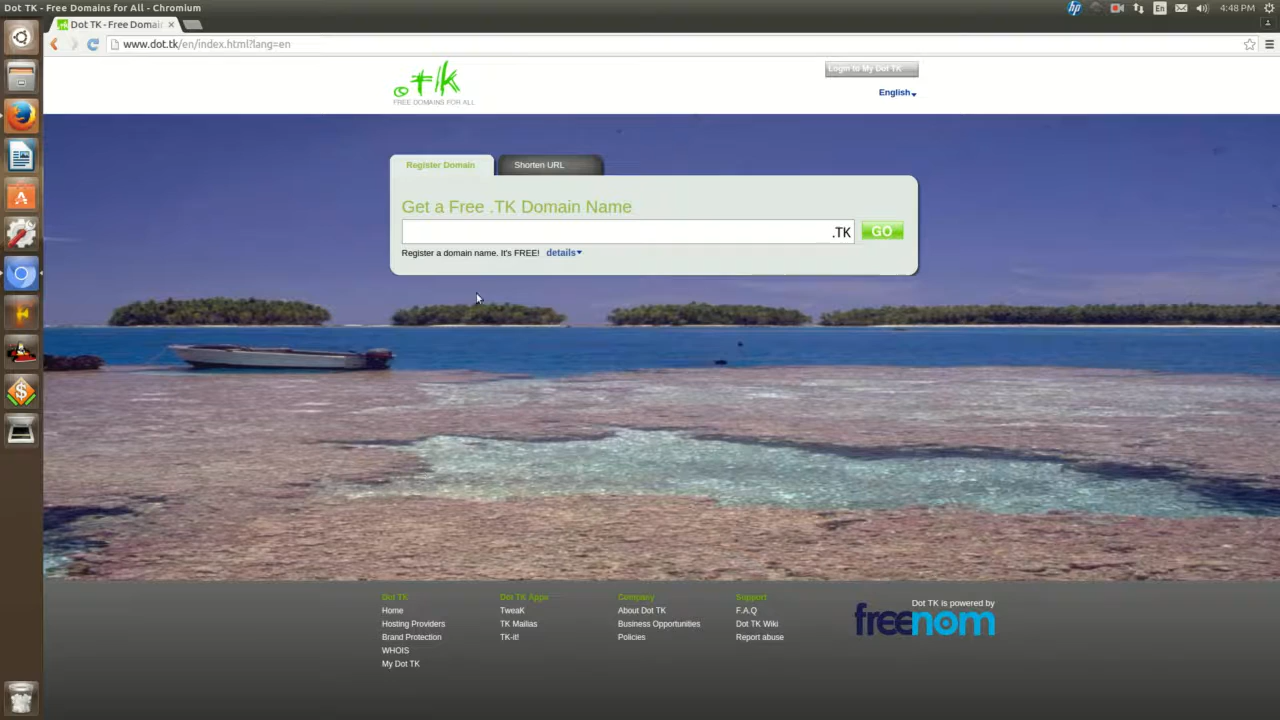 Dot TK - Free Domains for All - Chromium
En
4:48 PM
Dot TK - Free Domai
www.dot.tk/en/index.html?lang=en
.TK
FREE DOMAINS FOR ALL
Login to My Dot TK
English
Register Domain
Shorten URL
Get a Free .TK Domain Name
.TK
GO
Register a domain name. It's FREE! details
Dot TK
Home
Hosting Providers
Brand Protection
WHOIS
My Dot TK
Dot TK Apps
TweaK
TK Mailias
TK-it!
Company
About Dot TK
Business Opportunities
Policies
Support
F.A.Q
Dot TK Wiki
Report abuse
Dot TK is powered by
freenom